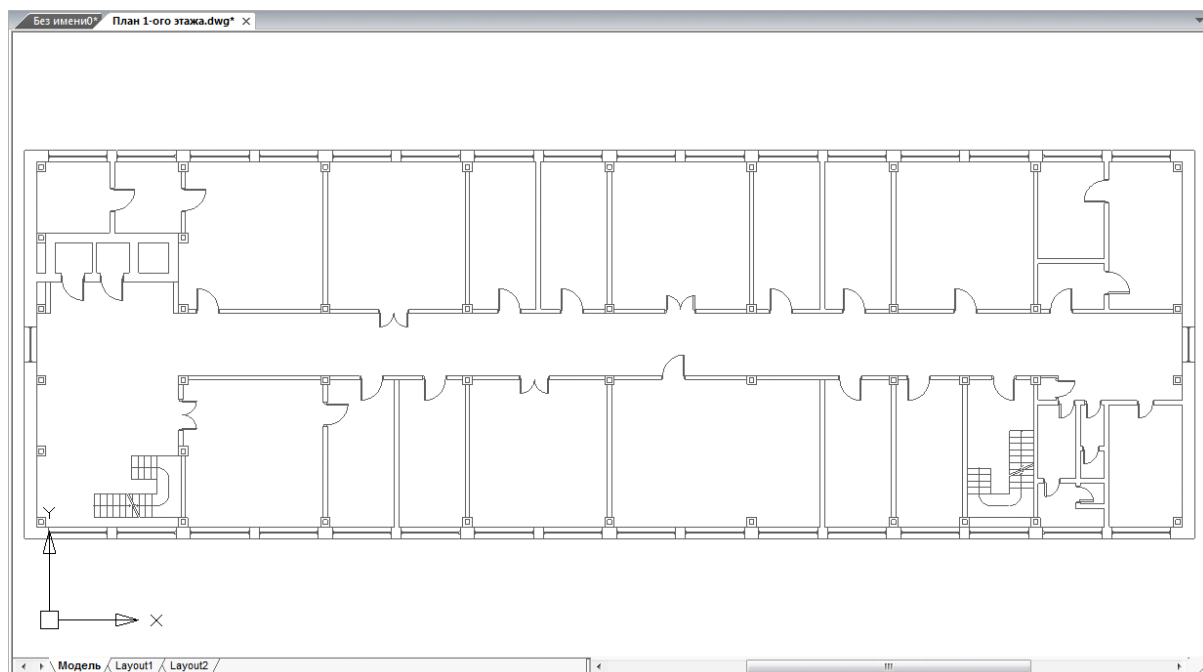 Без имени0* План 1-ого этажа.dwg*
Y
X
Модель Layout1 Layout2